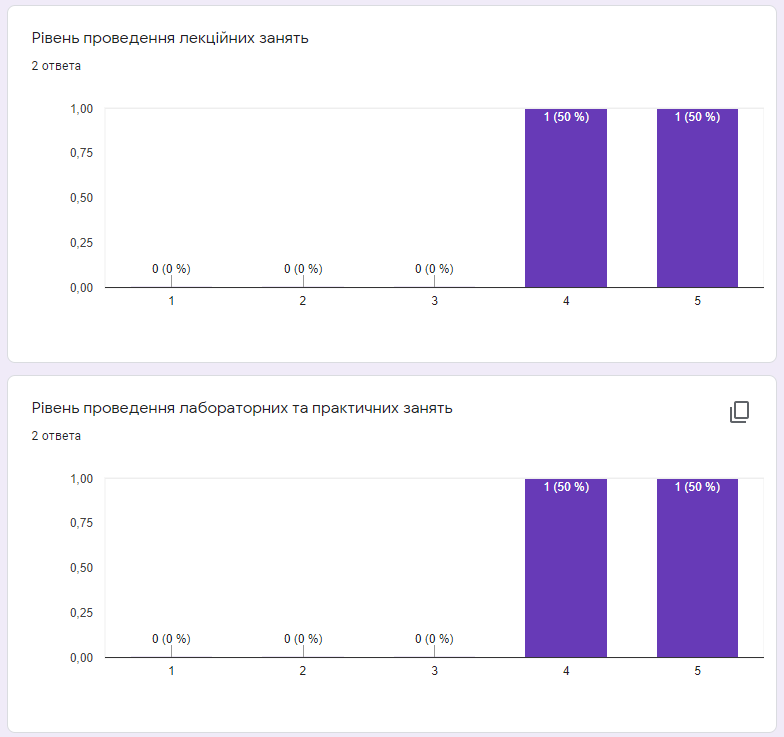 Рівень проведення лекційних занять
2 ответа
1,00
0,75
0,50
0,25
0,00
0 (0 %) 0 (0 %) 0 (0 %) 1 (50 %) 1 (50 %)
1 2 3 4 5
Рівень проведення лабораторних та практичних занять
2 ответа
1,00
0,75
0,50
0,25
0,00
0 (0 %) 0 (0 %) 0 (0 %) 1 (50 %) 1 (50 %)
1 2 3 4 5